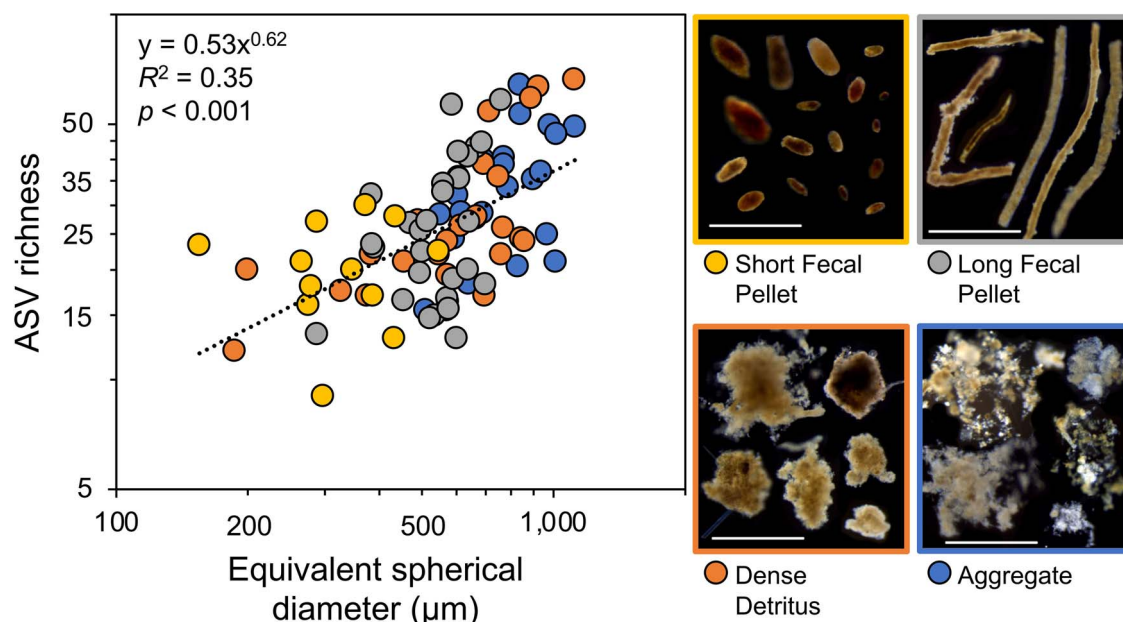 y = 0.53x^0.62
R² = 0.35
p < 0.001
ASV richness
50
35
25
15
5
100
200
500
1,000
Equivalent spherical
diameter (µm)
Short Fecal
Pellet
Long Fecal
Pellet
Dense
Detritus
Aggregate